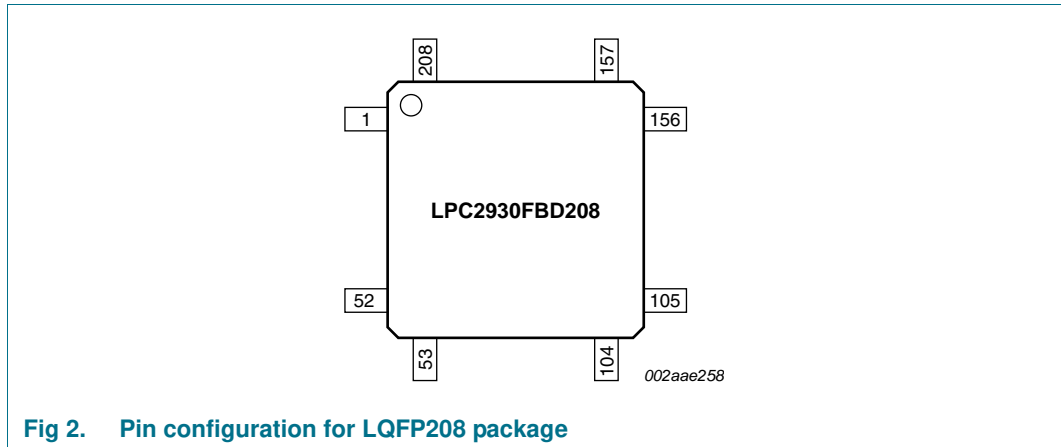 208 157
1 156
LPC2930FBD208
52 105
53 104
002aae258
Fig 2. Pin configuration for LQFP208 package